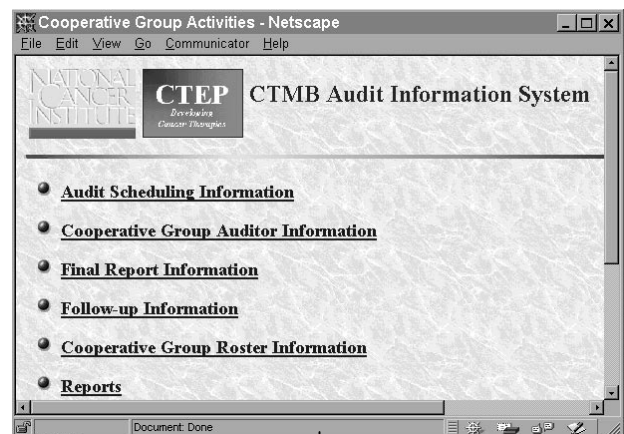 Cooperative Group Activities - Netscape
File Edit View Go Communicator Help
NATIONAL
CANCER
INSTITUTE
CTEP
Developing
Cancer Therapies
CTMB Audit Information System
Audit Scheduling Information
Cooperative Group Auditor Information
Final Report Information
Follow-up Information
Cooperative Group Roster Information
Reports
Document: Done